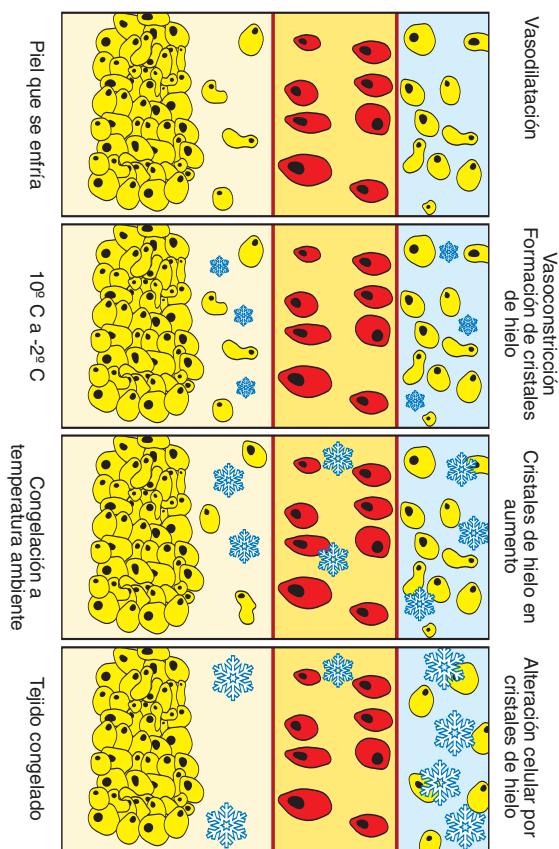 Vasodilatación
Vasoconstricción
Formación de cristales
de hielo
Cristales de hielo en
aumento
Alteración celular por
cristales de hielo
Piel que se enfría
10º C a -2º C
Congelación a
temperatura ambiente
Tejido congelado